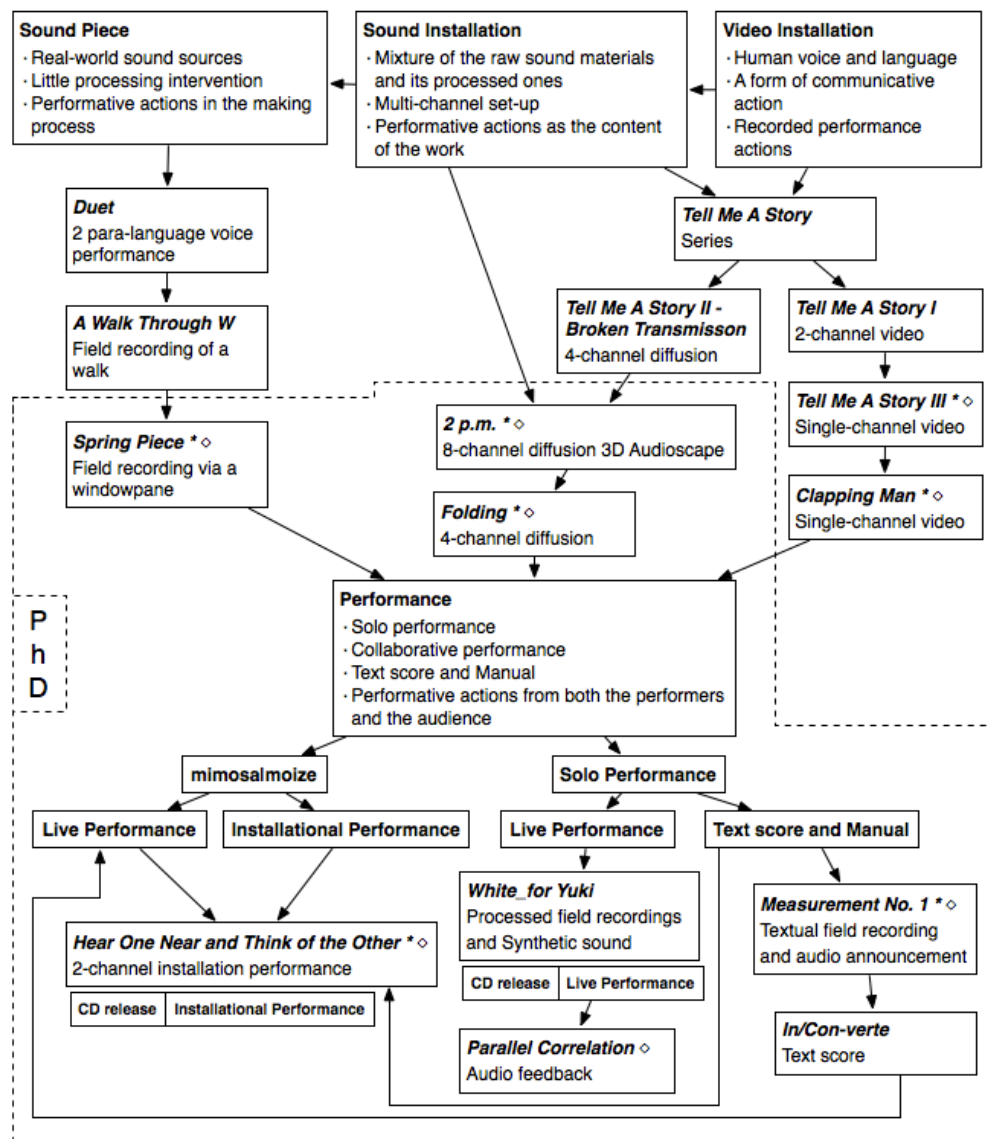 Sound Piece
· Real-world sound sources
· Little processing intervention
· Performative actions in the making
process
Sound Installation
· Mixture of the raw sound materials
and its processed ones
· Multi-channel set-up
· Performative actions as the content
of the work
Video Installation
· Human voice and language
· A form of communicative
action
· Recorded performance
actions
Duet
2 para-language voice
performance
Tell Me A Story
Series
A Walk Through W
Field recording of a
walk
Tell Me A Story II -
Broken Transmisson
4-channel diffusion
Tell Me A Story I
2-channel video
Spring Piece * ◇
Field recording via a
windowpane
2 p.m. * ◇
8-channel diffusion 3D Audioscape
Tell Me A Story III * ◇
Single-channel video
Folding * ◇
4-channel diffusion
Clapping Man * ◇
Single-channel video
P
h
D
Performance
· Solo performance
· Collaborative performance
· Text score and Manual
· Performative actions from both the performers
and the audience
mimosalmoize
Solo Performance
Live Performance
Installational Performance
Live Performance
Text score and Manual
Hear One Near and Think of the Other * ◇
2-channel installation performance
CD release
Installational Performance
White_for Yuki
Processed field recordings
and Synthetic sound
CD release
Live Performance
Parallel Correlation ◇
Audio feedback
Measurement No. 1 * ◇
Textual field recording
and audio announcement
In/Con-verte
Text score